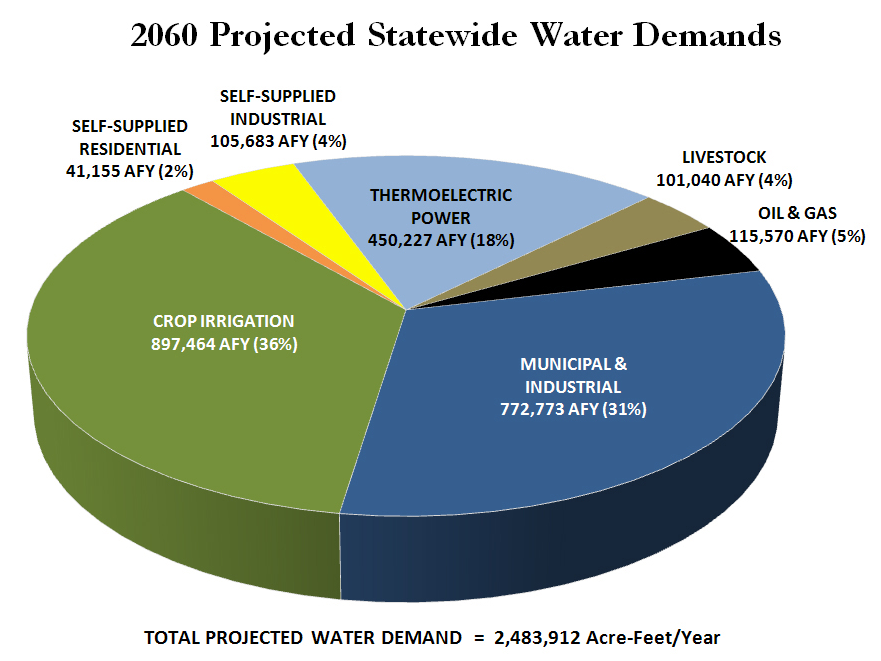 2060 Projected Statewide Water Demands
SELF-SUPPLIED
INDUSTRIAL
105,683 AFY (4%)
SELF-SUPPLIED
RESIDENTIAL
41,155 AFY (2%)
THERMOELECTRIC
POWER
450,227 AFY (18%)
LIVESTOCK
101,040 AFY (4%)
OIL & GAS
115,570 AFY (5%)
CROP IRRIGATION
897,464 AFY (36%)
MUNICIPAL &
INDUSTRIAL
772,773 AFY (31%)
TOTAL PROJECTED WATER DEMAND = 2,483,912 Acre-Feet/Year